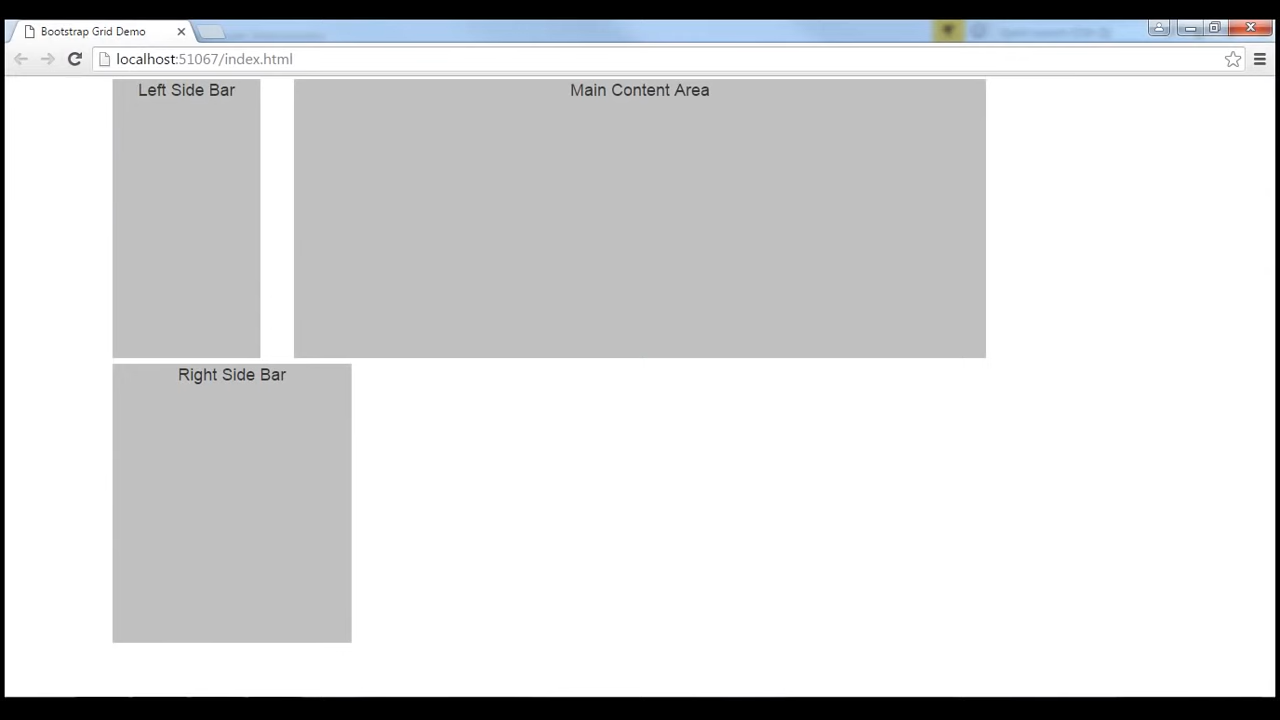 Bootstrap Grid Demo
localhost:51067/index.html
Left Side Bar
Main Content Area
Right Side Bar